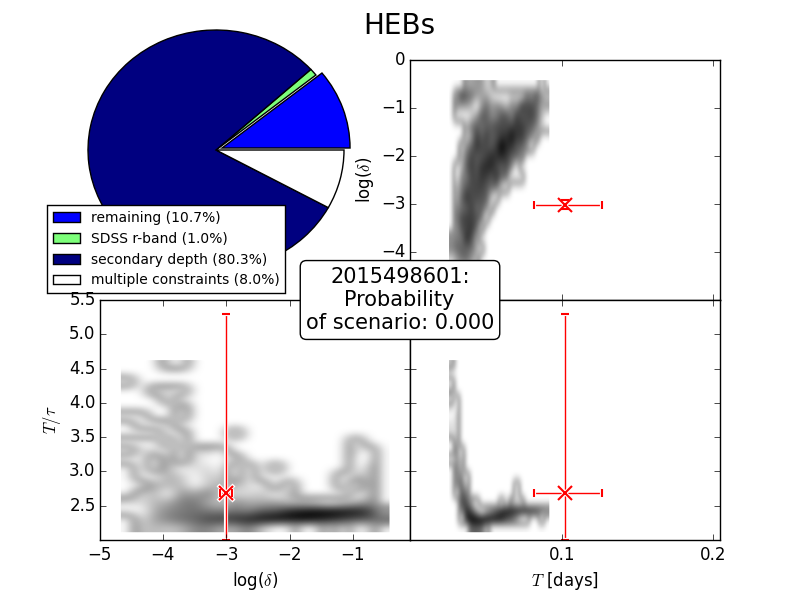 HEBs
remaining (10.7%)
SDSS r-band (1.0%)
secondary depth (80.3%)
multiple constraints (8.0%)
0
−1
−2
−3
−4
log(δ)
2015498601:
Probability
of scenario: 0.000
5.5
5.0
4.5
4.0
3.5
3.0
2.5
T/τ
−5 −4 −3 −2 −1
log(δ)
0.1 0.2
T [days]